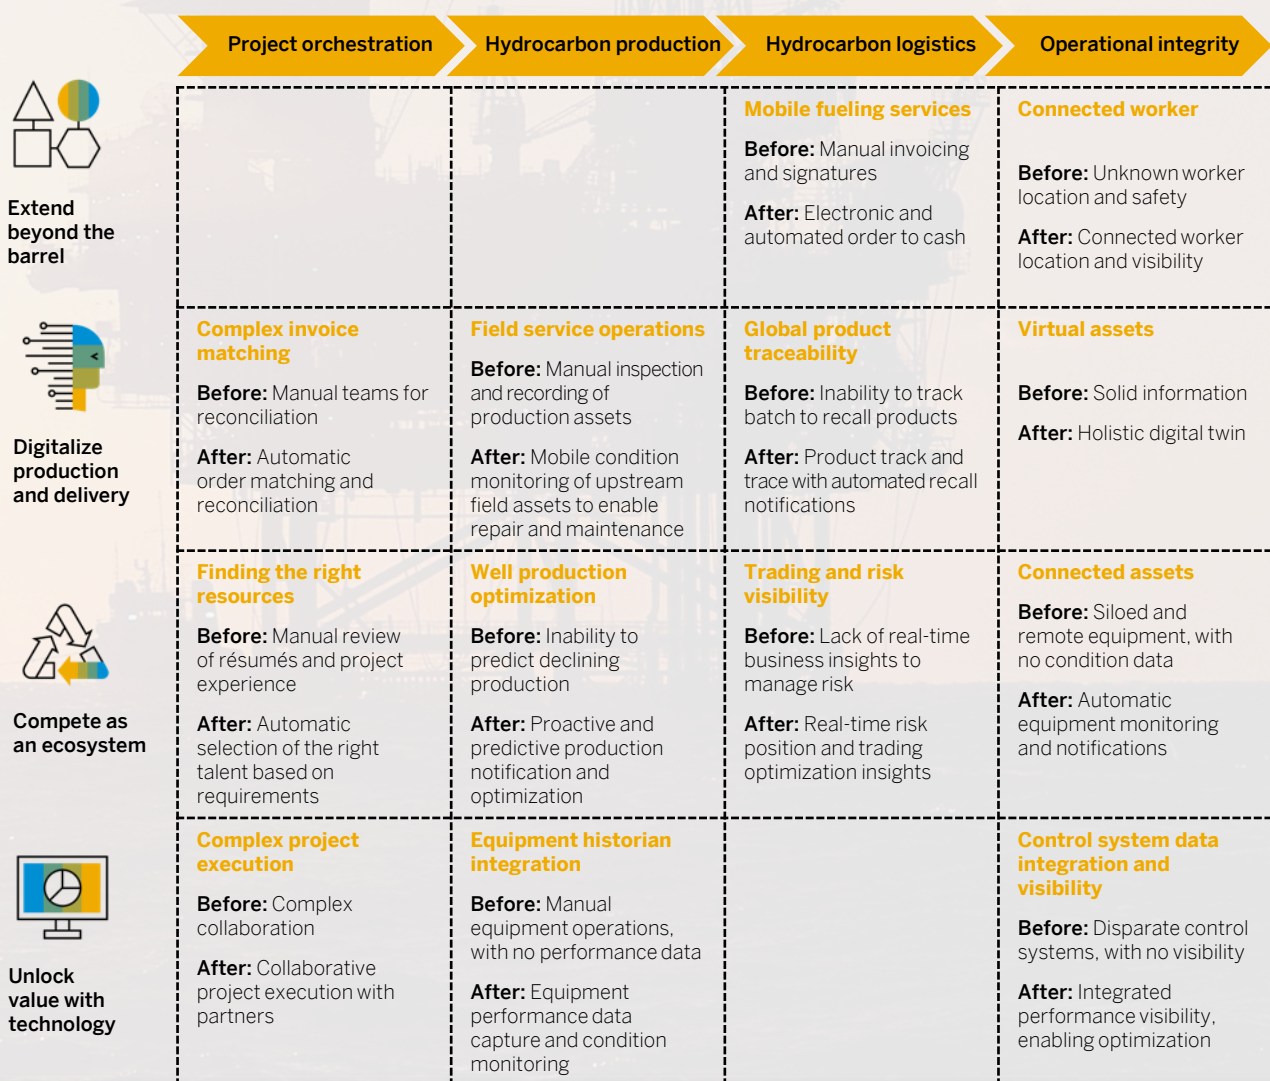 Project orchestration
Hydrocarbon production
Hydrocarbon logistics
Operational integrity
Extend
beyond the
barrel
Mobile fueling services
Before: Manual invoicing
and signatures
After: Electronic and
automated order to cash
Connected worker
Before: Unknown worker
location and safety
After: Connected worker
location and visibility
Digitalize
production
and delivery
Complex invoice
matching
Before: Manual teams for
reconciliation
After: Automatic
order matching and
reconciliation
Field service operations
Before: Manual inspection
and recording of
production assets
After: Mobile condition
monitoring of upstream
field assets to enable
repair and maintenance
Global product
traceability
Before: Inability to track
batch to recall products
After: Product track and
trace with automated recall
notifications
Virtual assets
Before: Solid information
After: Holistic digital twin
Compete as
an ecosystem
Finding the right
resources
Before: Manual review
of résumés and project
experience
After: Automatic
selection of the right
talent based on
requirements
Well production
optimization
Before: Inability to
predict declining
production
After: Proactive and
predictive production
notification and
optimization
Trading and risk
visibility
Before: Lack of real-time
business insights to
manage risk
After: Real-time risk
position and trading
optimization insights
Connected assets
Before: Siloed and
remote equipment, with
no condition data
After: Automatic
equipment monitoring
and notifications
Unlock
value with
technology
Complex project
execution
Before: Complex
collaboration
After: Collaborative
project execution with
partners
Equipment historian
integration
Before: Manual
equipment operations,
with no performance data
After: Equipment
performance data
capture and condition
monitoring
Control system data
integration and
visibility
Before: Disparate control
systems, with no visibility
After: Integrated
performance visibility,
enabling optimization